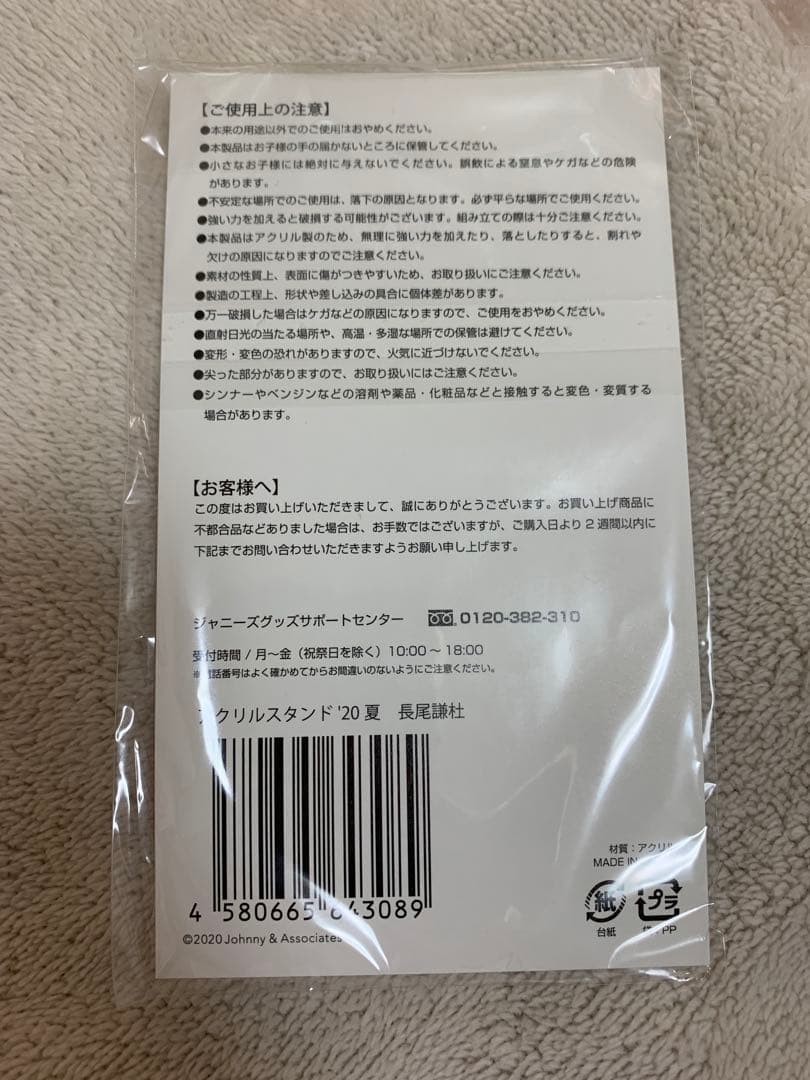 【ご使用上の注意】
●本来の用途以外でのご使用はおやめください。
●本製品はお子様の手の届かないところに保管してください。
●小さなお子様には絶対に与えないでください。誤飲による窒息やケガなどの危険
があります。
●不安定な場所でのご使用は、落下の原因となります。必ず平らな場所でご使用ください。
●強い力を加えると破損する可能性がございます。組み立ての際は十分ご注意ください。
●本製品はアクリル製のため、無理に強い力を加えたり、落としたりすると、割れや
欠けの原因になりますのでご注意ください。
●素材の性質上、表面に傷がつきやすいため、お取り扱いにご注意ください。
●製造の工程上、形状や差し込みの具合に個体差があります。
●万一破損した場合はケガなどの原因になりますので、ご使用をおやめください。
●直射日光の当たる場所や、高温・多湿な場所での保管は避けてください。
●変形・変色の恐れがありますので、火気に近づけないでください。
●尖った部分がありますので、お取り扱いにはご注意ください。
●シンナーやベンジンなどの溶剤や薬品・化粧品などと接触すると変色・変質する
場合があります。
【お客様へ】
この度はお買い上げいただきまして、誠にありがとうございます。お買い上げ商品に
不都合品などありました場合は、お手数ではございますが、ご購入日より2週間以内に
下記までお問い合わせいただきますようお願い申し上げます。
ジャニーズグッズサポートセンター 0120-382-310
受付時間 / 月～金（祝祭日を除く）10:00～18:00
※電話番号はよく確かめてからお間違いのないようにご注意ください。
アクリルスタンド '20 夏 長尾謙杜
4 580665 643089
©2020 Johnny & Associates
材質：アクリル
MADE IN
紙 プラ
台紙 袋:PP